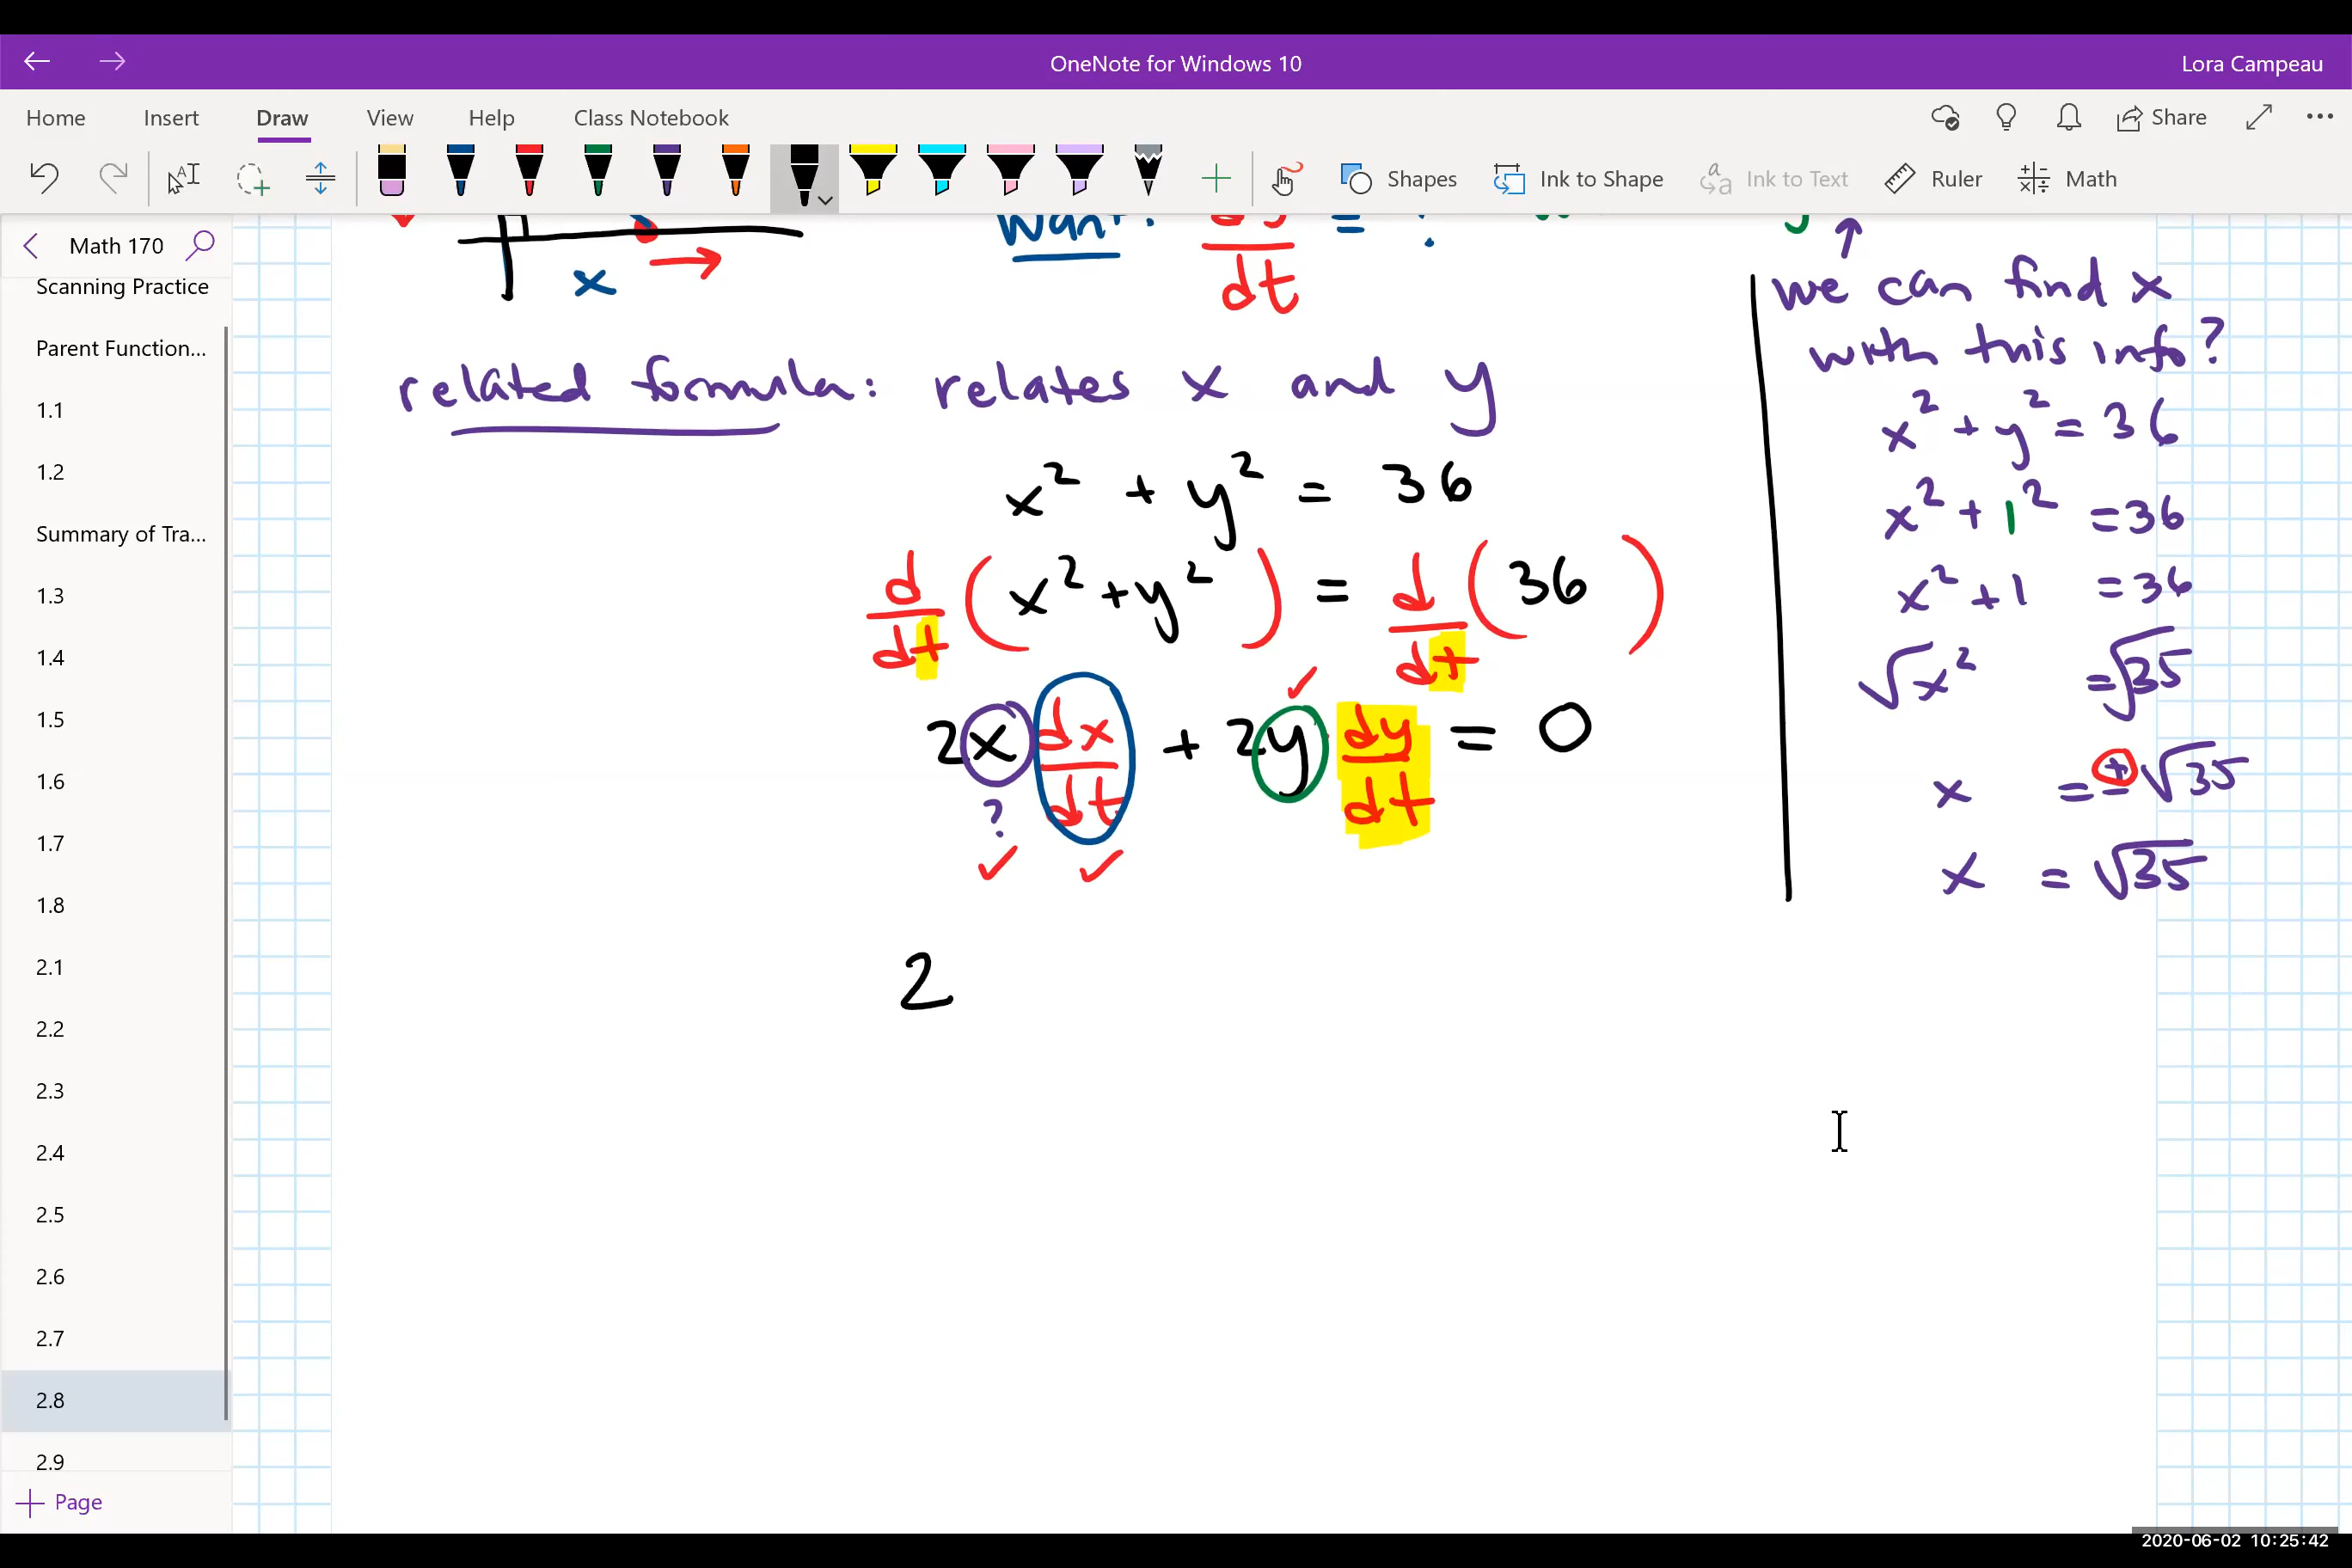 OneNote for Windows 10
Lora Campeau
Home Insert Draw View Help Class Notebook Share
Shapes Ink to Shape Ink to Text Ruler Math
Math 170
Scanning Practice
Parent Function...
1.1
1.2
Summary of Tra...
1.3
1.4
1.5
1.6
1.7
1.8
2.1
2.2
2.3
2.4
2.5
2.6
2.7
2.8
2.9
Page
x
Want: dy/dt = ?
related formula: relates x and y
x² + y² = 36
d/dt (x² + y²) = d/dt (36)
2x dx/dt + 2y dy/dt = 0
?
2
we can find x
with this info?
x² + y² = 36
x² + 1² = 36
x² + 1 = 36
√x² = √35
x = ±√35
x = √35
2020-06-02 10:25:42